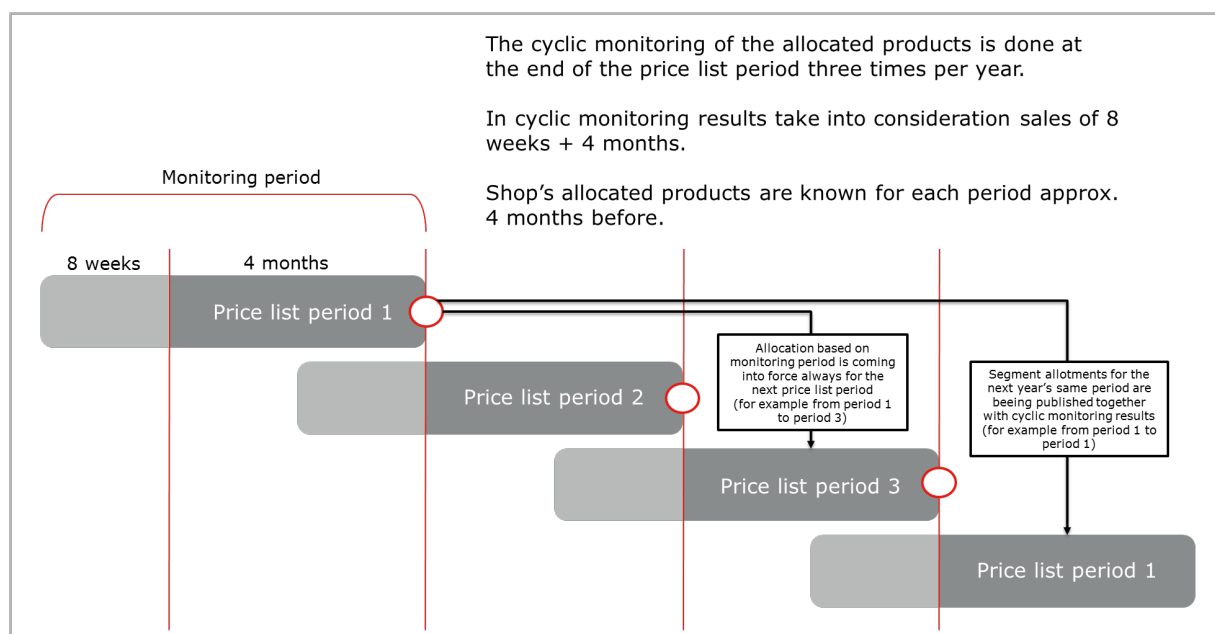 The cyclic monitoring of the allocated products is done at
the end of the price list period three times per year.
In cyclic monitoring results take into consideration sales of 8
weeks + 4 months.
Shop's allocated products are known for each period approx.
4 months before.
Monitoring period
8 weeks
4 months
Price list period 1
Allocation based on
monitoring period is coming
into force always for the
next price list period
(for example from period 1
to period 3)
Segment allotments for the
next year's same period are
beeing published together
with cyclic monitoring results
(for example from period 1 to
period 1)
Price list period 2
Price list period 3
Price list period 1